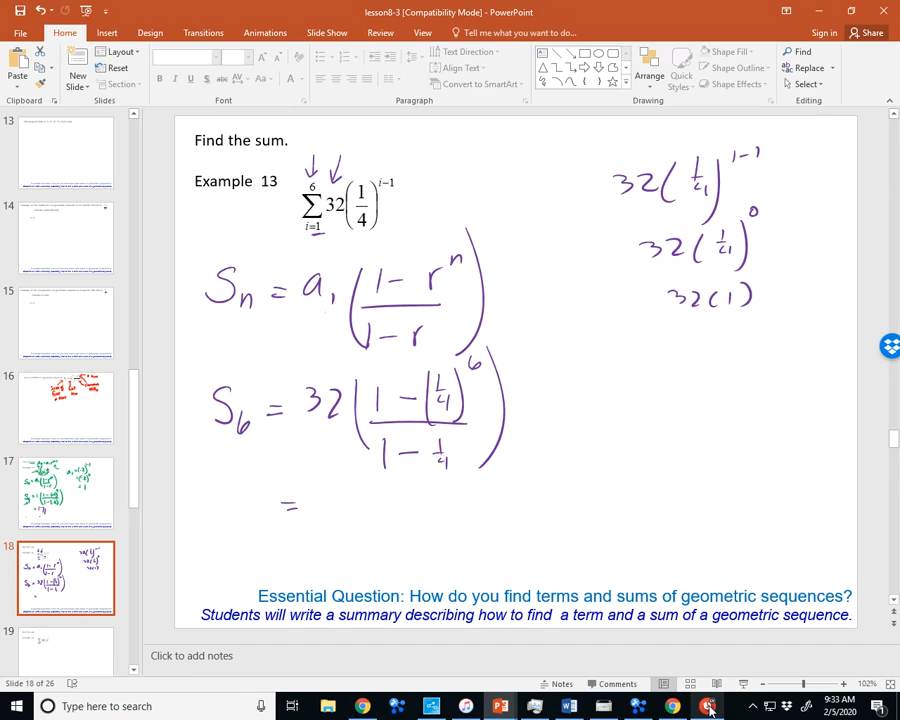 lesson8-3 [Compatibility Mode] - PowerPoint
File Home Insert Design Transitions Animations Slide Show Review View Tell me what you want to do... Sign in Share
Paste
New Slide
Layout
Reset
Section
B I U S abc AV Aa A
Text Direction
Align Text
Convert to SmartArt
Arrange
Quick Styles
Shape Fill
Shape Outline
Shape Effects
Find
Replace
Select
Clipboard Slides Font Paragraph Drawing Editing
13
14
15
16
17
18
19
Find the sum.
Example 13
6 ∑ i=1 32(1/4)^(i−1)
32(1/4)^(1-1)
32(1/4)^0
32(1)
Sn = a1((1 - r^n)/(1 - r))
S6 = 32((1 - (1/4)^6)/(1 - 1/4))
=
Essential Question: How do you find terms and sums of geometric sequences?
Students will write a summary describing how to find a term and a sum of a geometric sequence.
Click to add notes
Slide 18 of 26 Notes Comments 102%
Type here to search
9:33 AM
2/5/2020